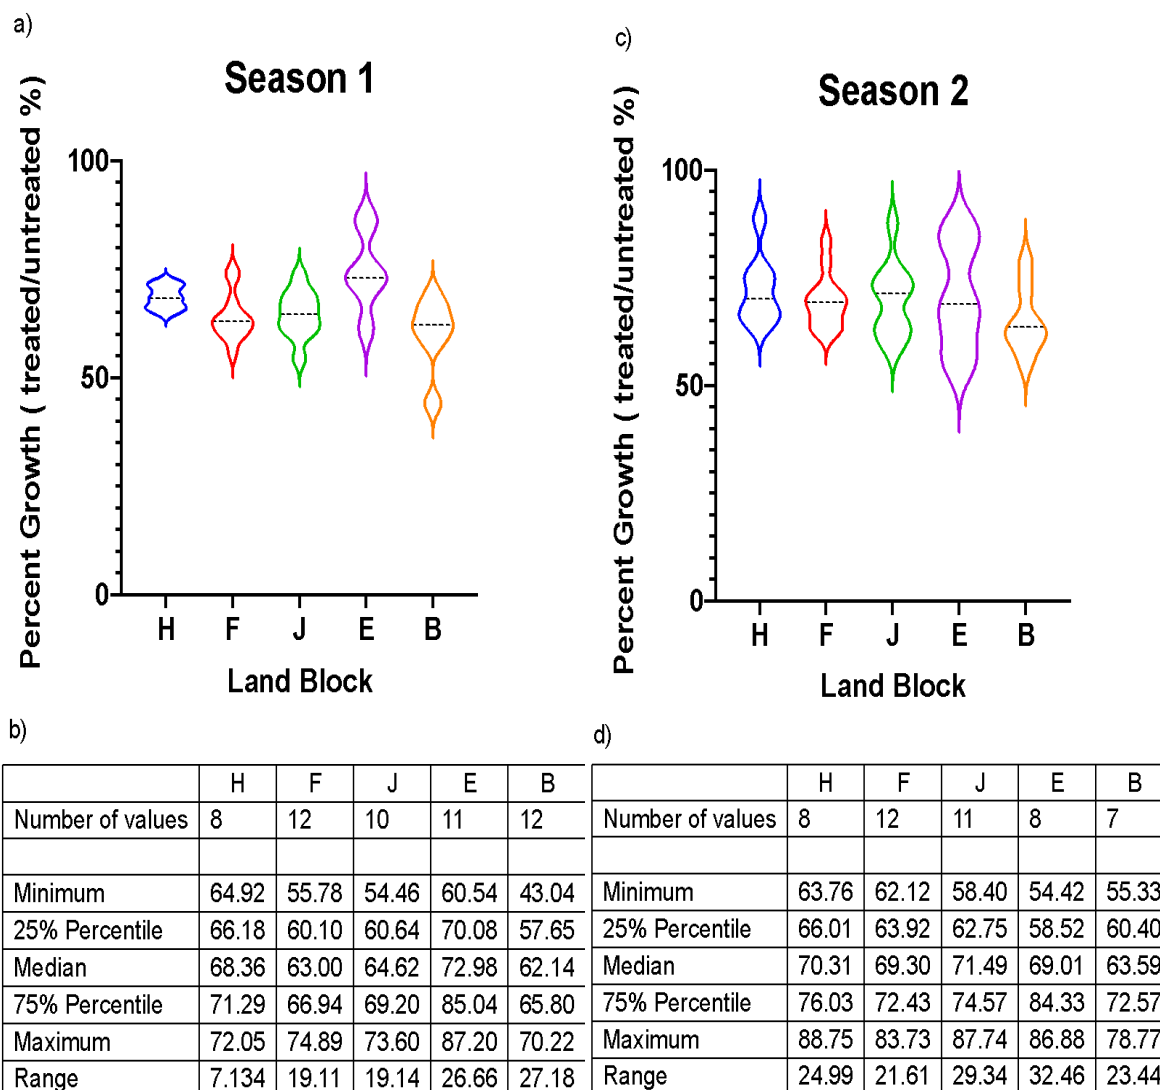 a)
Season 1
Percent Growth ( treated/untreated %)
100
50
0
H F J E B
Land Block
c)
Season 2
Percent Growth ( treated/untreated %)
100
50
0
H F J E B
Land Block
b)
H F J E B
Number of values 8 12 10 11 12
Minimum 64.92 55.78 54.46 60.54 43.04
25% Percentile 66.18 60.10 60.64 70.08 57.65
Median 68.36 63.00 64.62 72.98 62.14
75% Percentile 71.29 66.94 69.20 85.04 65.80
Maximum 72.05 74.89 73.60 87.20 70.22
Range 7.134 19.11 19.14 26.66 27.18
d)
H F J E B
Number of values 8 12 11 8 7
Minimum 63.76 62.12 58.40 54.42 55.33
25% Percentile 66.01 63.92 62.75 58.52 60.40
Median 70.31 69.30 71.49 69.01 63.59
75% Percentile 76.03 72.43 74.57 84.33 72.57
Maximum 88.75 83.73 87.74 86.88 78.77
Range 24.99 21.61 29.34 32.46 23.44